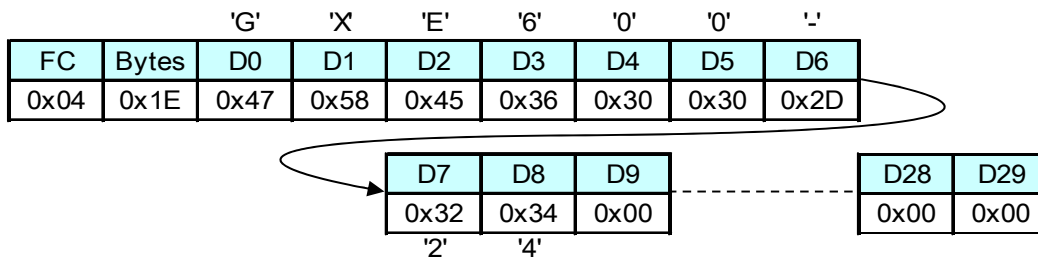 'G' 'X' 'E' '6' '0' '0' '-'
FC Bytes D0 D1 D2 D3 D4 D5 D6
0x04 0x1E 0x47 0x58 0x45 0x36 0x30 0x30 0x2D
D7 D8 D9 D28 D29
0x32 0x34 0x00 0x00 0x00
'2' '4'